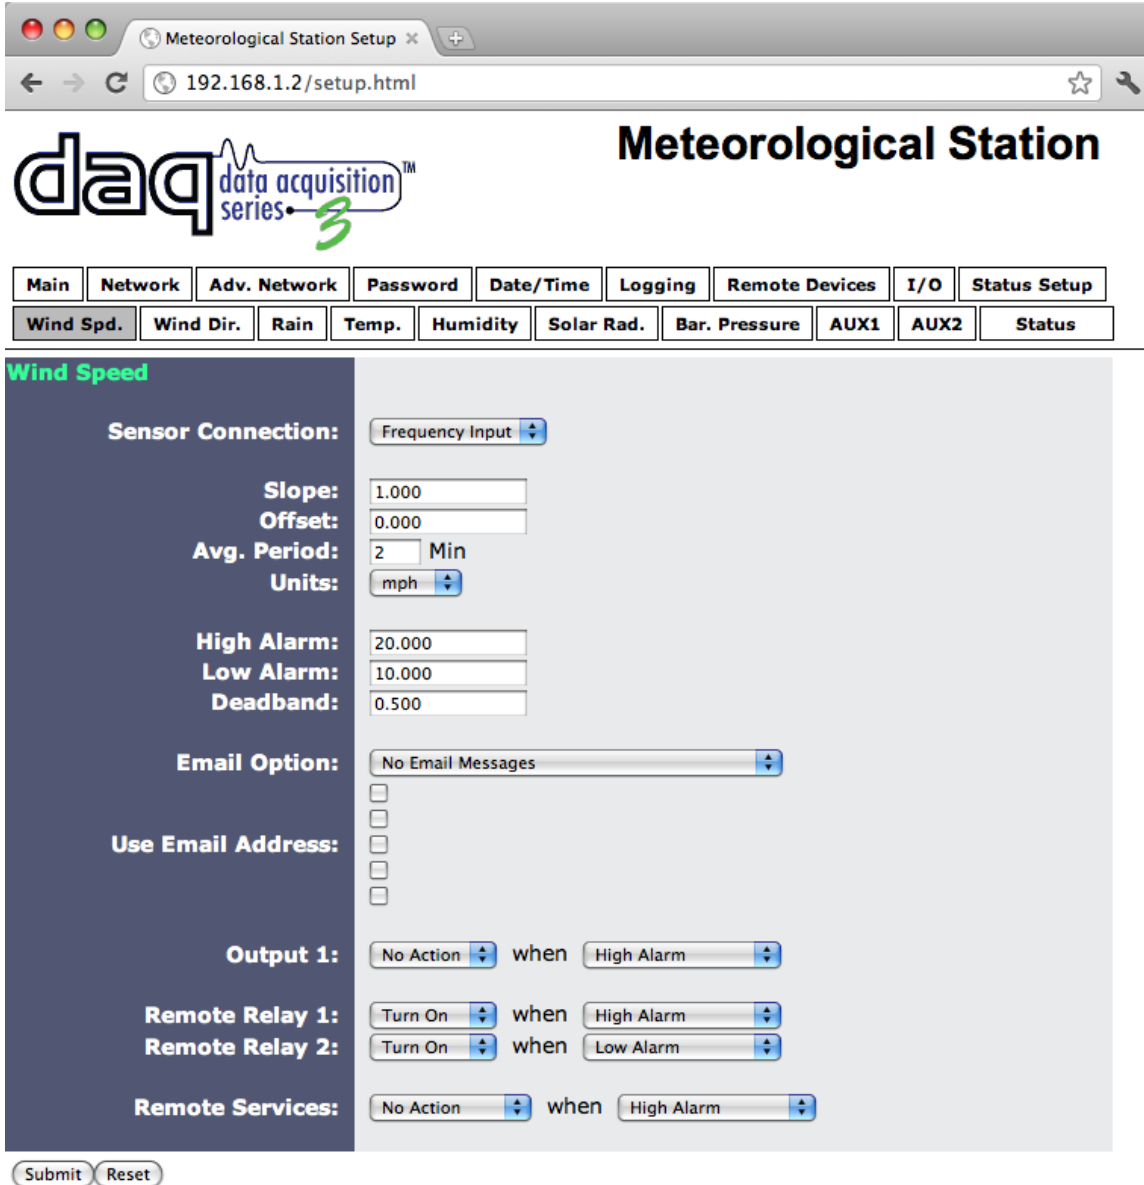 Meteorological Station Setup
192.168.1.2/setup.html
Meteorological Station
daq data acquisition series 3 ™
Main Network Adv. Network Password Date/Time Logging Remote Devices I/O Status Setup
Wind Spd. Wind Dir. Rain Temp. Humidity Solar Rad. Bar. Pressure AUX1 AUX2 Status
Wind Speed
Sensor Connection: Frequency Input
Slope: 1.000
Offset: 0.000
Avg. Period: 2 Min
Units: mph
High Alarm: 20.000
Low Alarm: 10.000
Deadband: 0.500
Email Option: No Email Messages
Use Email Address:
Output 1: No Action when High Alarm
Remote Relay 1: Turn On when High Alarm
Remote Relay 2: Turn On when Low Alarm
Remote Services: No Action when High Alarm
Submit Reset